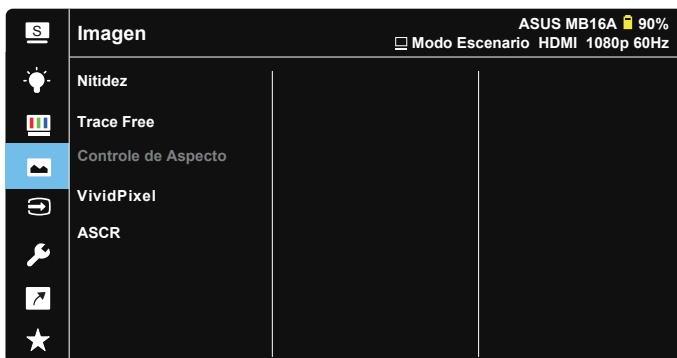 S
Imagen
ASUS MB16A 90%
Modo Escenario HDMI 1080p 60Hz
Nitidez
Trace Free
Controle de Aspecto
VividPixel
ASCR